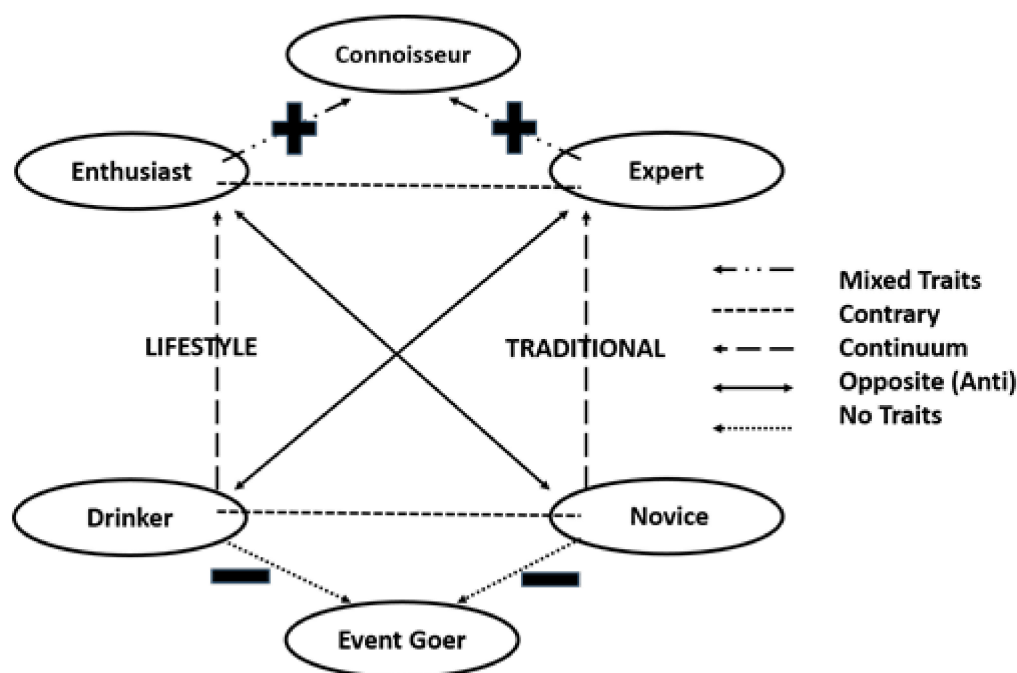 Connoisseur
Enthusiast
Expert
LIFESTYLE
TRADITIONAL
Mixed Traits
Contrary
Continuum
Opposite (Anti)
No Traits
Drinker
Novice
Event Goer